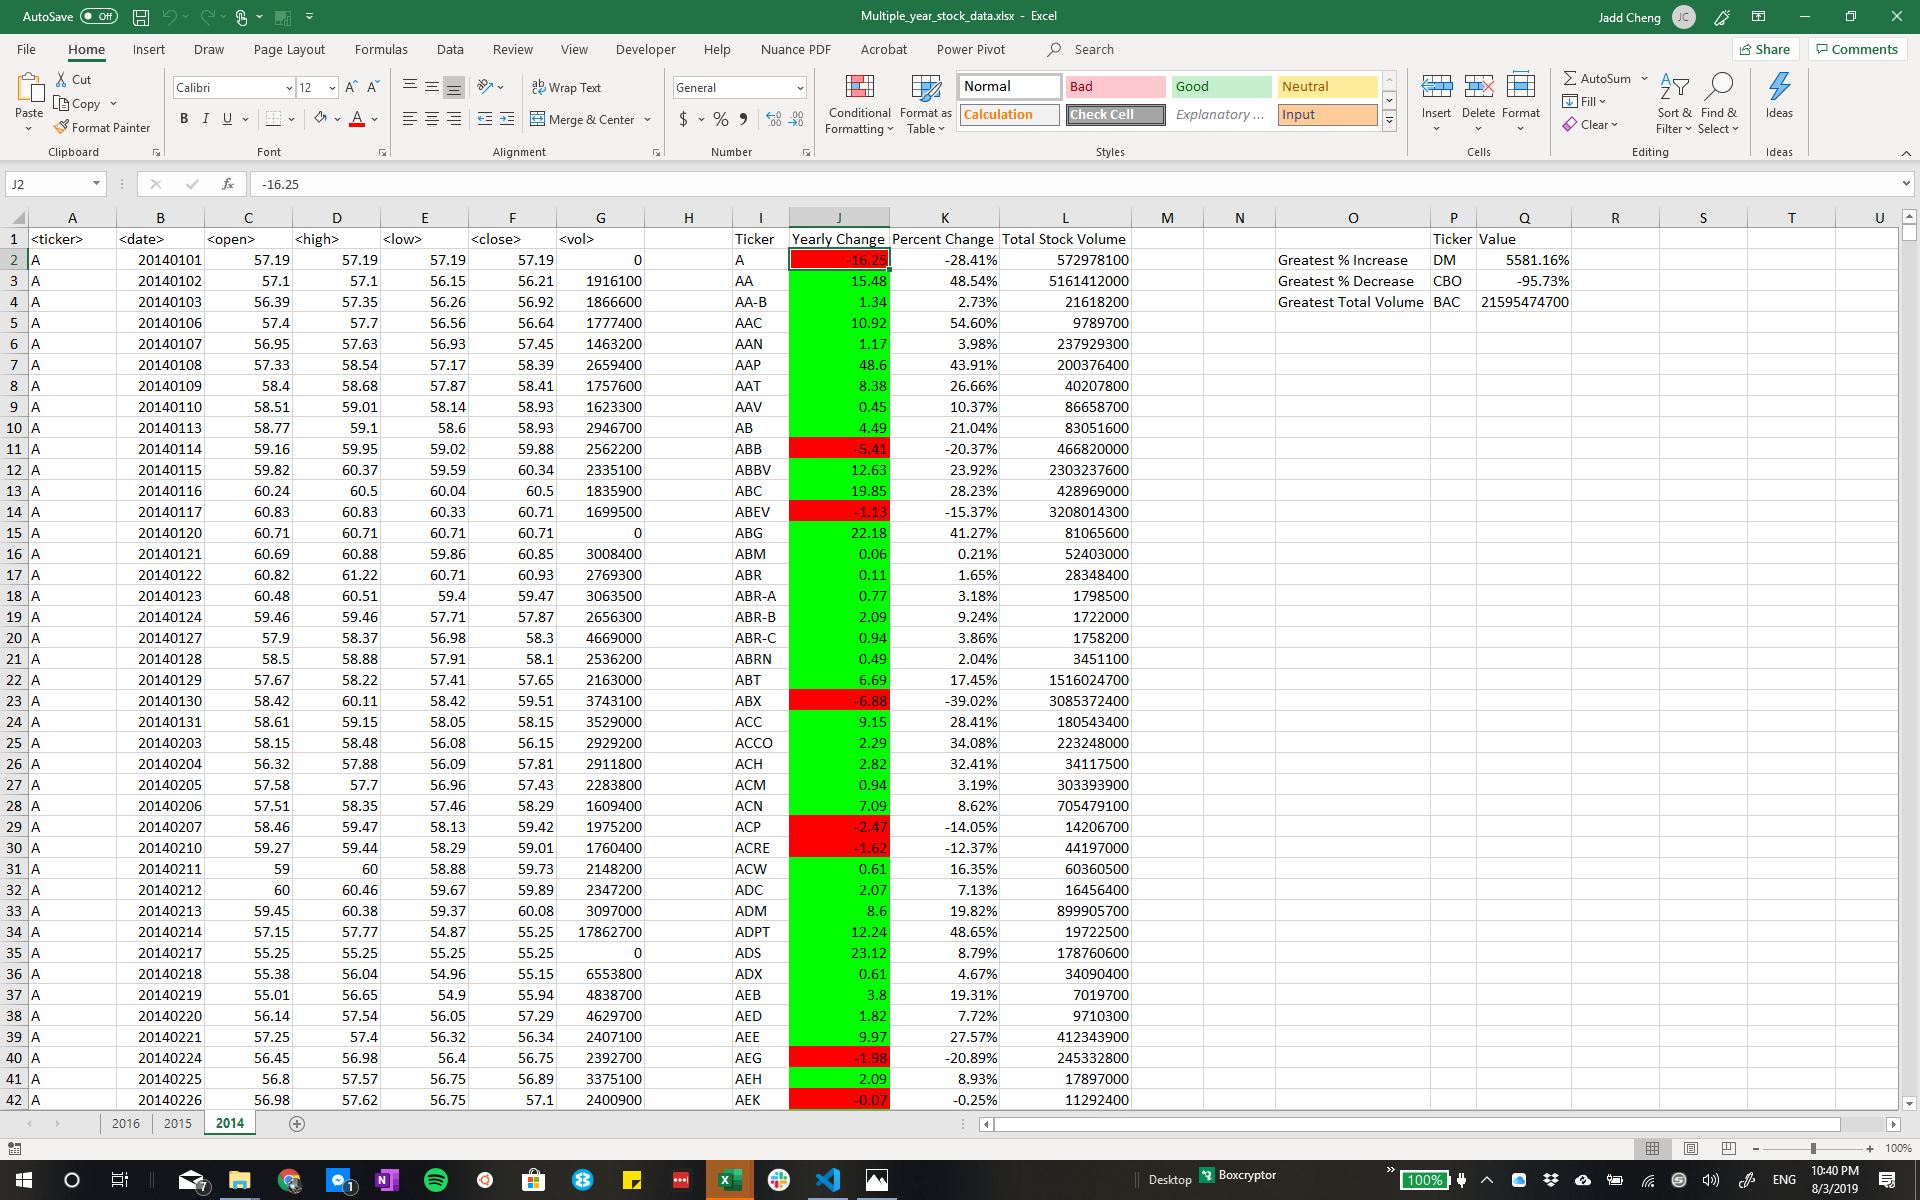 AutoSave Off Multiple_year_stock_data.xlsx - Excel Jadd Cheng JC
File Home Insert Draw Page Layout Formulas Data Review View Developer Help Nuance PDF Acrobat Power Pivot Search Share Comments
Paste Cut Copy Format Painter
Calibri 12 A A
B I U A
Wrap Text Merge & Center
General
$ % 9
Conditional Formatting Format as Table
Normal Bad Good Neutral
Calculation Check Cell Explanatory ... Input
Insert Delete Format
AutoSum Fill Clear
Sort & Filter Find & Select
Ideas
Clipboard Font Alignment Number Styles Cells Editing Ideas
J2 fx -16.25
A B C D E F G H I J K L M N O P Q R S T U
1 <ticker> <date> <open> <high> <low> <close> <vol> Ticker Yearly Change Percent Change Total Stock Volume Ticker Value
2 A 20140101 57.19 57.19 57.19 57.19 0 A -16.25 -28.41% 572978100 Greatest % Increase DM 5581.16%
3 A 20140102 57.1 57.1 56.15 56.21 1916100 AA 15.48 48.54% 5161412000 Greatest % Decrease CBO -95.73%
4 A 20140103 56.39 57.35 56.26 56.92 1866600 AA-B 1.34 2.73% 21618200 Greatest Total Volume BAC 21595474700
5 A 20140106 57.4 57.7 56.56 56.64 1777400 AAC 10.92 54.60% 9789700
6 A 20140107 56.95 57.63 56.93 57.45 1463200 AAN 1.17 3.98% 237929300
7 A 20140108 57.33 58.54 57.17 58.39 2659400 AAP 48.6 43.91% 200376400
8 A 20140109 58.4 58.68 57.87 58.41 1757600 AAT 8.38 26.66% 40207800
9 A 20140110 58.51 59.01 58.14 58.93 1623300 AAV 0.45 10.37% 86658700
10 A 20140113 58.77 59.1 58.6 58.93 2946700 AB 4.49 21.04% 83051600
11 A 20140114 59.16 59.95 59.02 59.88 2562200 ABB -5.41 -20.37% 466820000
12 A 20140115 59.82 60.37 59.59 60.34 2335100 ABBV 12.63 23.92% 2303237600
13 A 20140116 60.24 60.5 60.04 60.5 1835900 ABC 19.85 28.23% 428969000
14 A 20140117 60.83 60.83 60.33 60.71 1699500 ABEV -1.13 -15.37% 3208014300
15 A 20140120 60.71 60.71 60.71 60.71 0 ABG 22.18 41.27% 81065600
16 A 20140121 60.69 60.88 59.86 60.85 3008400 ABM 0.06 0.21% 52403000
17 A 20140122 60.82 61.22 60.71 60.93 2769300 ABR 0.11 1.65% 28348400
18 A 20140123 60.48 60.51 59.4 59.47 3063500 ABR-A 0.77 3.18% 1798500
19 A 20140124 59.46 59.46 57.71 57.87 2656300 ABR-B 2.09 9.24% 1722000
20 A 20140127 57.9 58.37 56.98 58.3 4669000 ABR-C 0.94 3.86% 1758200
21 A 20140128 58.5 58.88 57.91 58.1 2536200 ABRN 0.49 2.04% 3451100
22 A 20140129 57.67 58.22 57.41 57.65 2163000 ABT 6.69 17.45% 1516024700
23 A 20140130 58.42 60.11 58.42 59.51 3743100 ABX -6.88 -39.02% 3085372400
24 A 20140131 58.61 59.15 58.05 58.15 3529000 ACC 9.15 28.41% 180543400
25 A 20140203 58.15 58.48 56.08 56.15 2929200 ACCO 2.29 34.08% 223248000
26 A 20140204 56.32 57.88 56.09 57.81 2911800 ACH 2.82 32.41% 34117500
27 A 20140205 57.58 57.7 56.96 57.43 2283800 ACM 0.94 3.19% 303393900
28 A 20140206 57.51 58.35 57.46 58.29 1609400 ACN 7.09 8.62% 705479100
29 A 20140207 58.46 59.47 58.13 59.42 1975200 ACP -2.47 -14.05% 14206700
30 A 20140210 59.27 59.44 58.29 59.01 1760400 ACRE -1.62 -12.37% 44197000
31 A 20140211 59 60 58.88 59.73 2148200 ACW 0.61 16.35% 60360500
32 A 20140212 60 60.46 59.67 59.89 2347200 ADC 2.07 7.13% 16456400
33 A 20140213 59.45 60.38 59.37 60.08 3097000 ADM 8.6 19.82% 899905700
34 A 20140214 57.15 57.77 54.87 55.25 17862700 ADPT 12.24 48.65% 19722500
35 A 20140217 55.25 55.25 55.25 55.25 0 ADS 23.12 8.79% 178760600
36 A 20140218 55.38 56.04 54.96 55.15 6553800 ADX 0.61 4.67% 34090400
37 A 20140219 55.01 56.65 54.9 55.94 4838700 AEB 3.8 19.31% 7019700
38 A 20140220 56.14 57.54 56.05 57.29 4629700 AED 1.82 7.72% 9710300
39 A 20140221 57.25 57.4 56.32 56.34 2407100 AEE 9.97 27.57% 412343900
40 A 20140224 56.45 56.98 56.4 56.75 2392700 AEG -1.98 -20.89% 245332800
41 A 20140225 56.8 57.57 56.75 56.89 3375100 AEH 2.09 8.93% 17897000
42 A 20140226 56.98 57.62 56.75 57.1 2400900 AEK -0.07 -0.25% 11292400
2016 2015 2014
100%
7 1 Desktop Boxcryptor 100% ENG 10:40 PM
8/3/2019